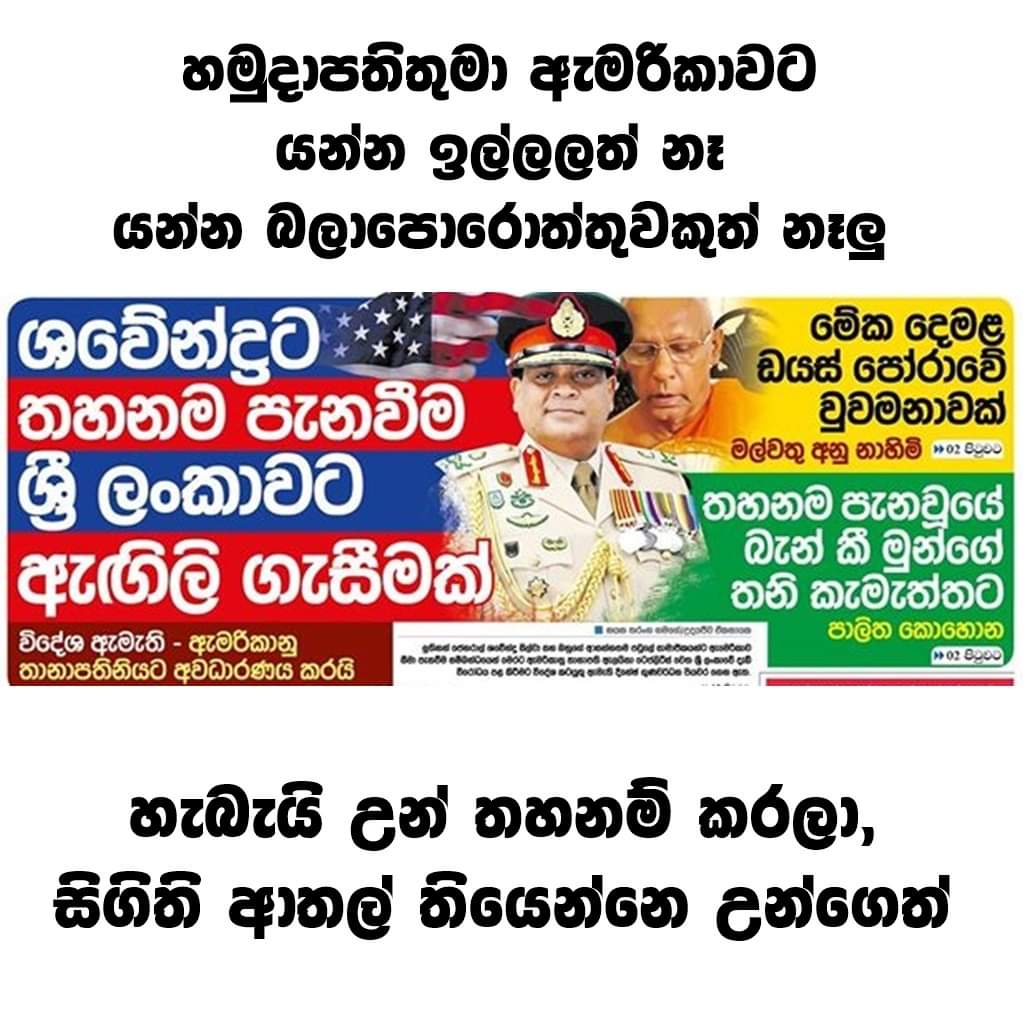 හමුදාපතිතුමා ඇමරිකාවට
යන්න ඉල්ලලත් නෑ
යන්න බලාපොරොත්තුවකුත් නෑලු
ශවේන්ද්‍රට
තහනම පැනවීම
ශ්‍රී ලංකාවට
ඇඟිලි ගැසීමක්
විදේශ ඇමැති - ඇමරිකානු
තානාපතිනියට අවධාරණය කරයි
මේක දෙමළ
ඩයස් පෝරාවේ
වුවමනාවක්
මල්වතු අනු නාහිමි
02 පිටුවට
තහනම පැනවූයේ
බැන් කී මුන්ගේ
තනි කැමැත්තට
පාලිත කොහොන
02 පිටුවට
හැබැයි උන් තහනම් කරලා,
සිගිති ආතල් තියෙන්නෙ උන්ගෙත්